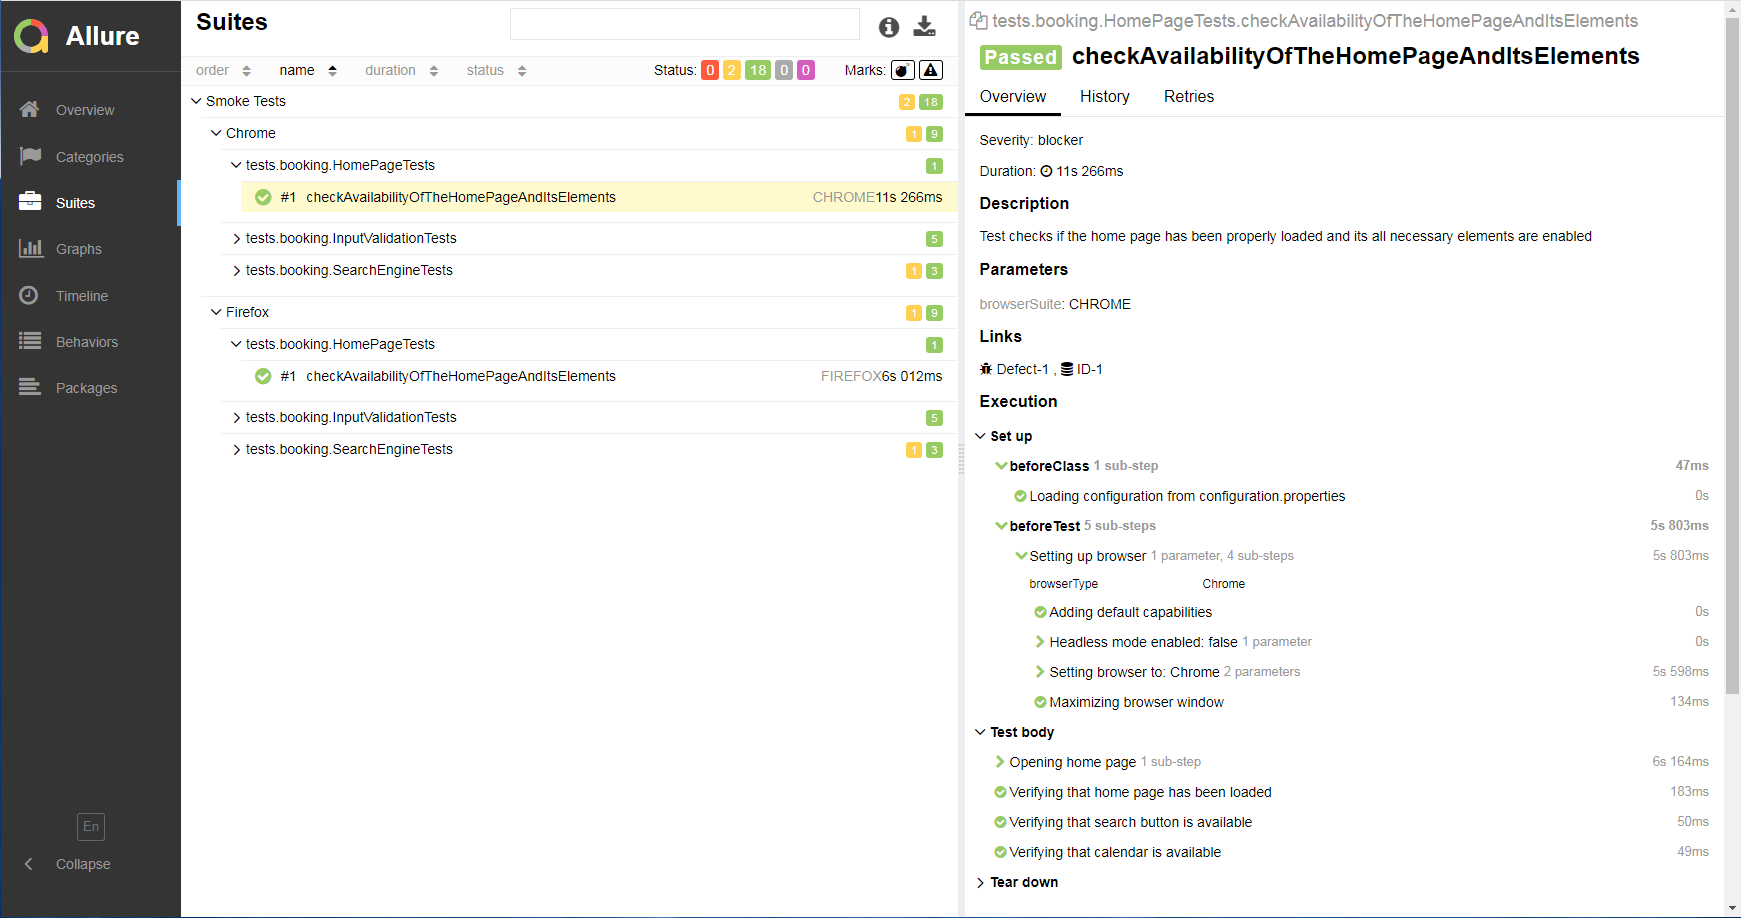 Allure
Overview
Categories
Suites
Graphs
Timeline
Behaviors
Packages
En
Collapse
Suites
order name duration status Status: 0 2 18 0 0 Marks:
Smoke Tests 2 18
Chrome 1 9
tests.booking.HomePageTests 1
#1 checkAvailabilityOfTheHomePageAndItsElements CHROME11s 266ms
tests.booking.InputValidationTests 5
tests.booking.SearchEngineTests 1 3
Firefox 1 9
tests.booking.HomePageTests 1
#1 checkAvailabilityOfTheHomePageAndItsElements FIREFOX6s 012ms
tests.booking.InputValidationTests 5
tests.booking.SearchEngineTests 1 3
tests.booking.HomePageTests.checkAvailabilityOfTheHomePageAndItsElements
Passed checkAvailabilityOfTheHomePageAndItsElements
Overview History Retries
Severity: blocker
Duration: 11s 266ms
Description
Test checks if the home page has been properly loaded and its all necessary elements are enabled
Parameters
browserSuite: CHROME
Links
Defect-1 , ID-1
Execution
Set up
beforeClass 1 sub-step 47ms
Loading configuration from configuration.properties 0s
beforeTest 5 sub-steps 5s 803ms
Setting up browser 1 parameter, 4 sub-steps 5s 803ms
browserType Chrome
Adding default capabilities 0s
Headless mode enabled: false 1 parameter 0s
Setting browser to: Chrome 2 parameters 5s 598ms
Maximizing browser window 134ms
Test body
Opening home page 1 sub-step 6s 164ms
Verifying that home page has been loaded 183ms
Verifying that search button is available 50ms
Verifying that calendar is available 49ms
Tear down